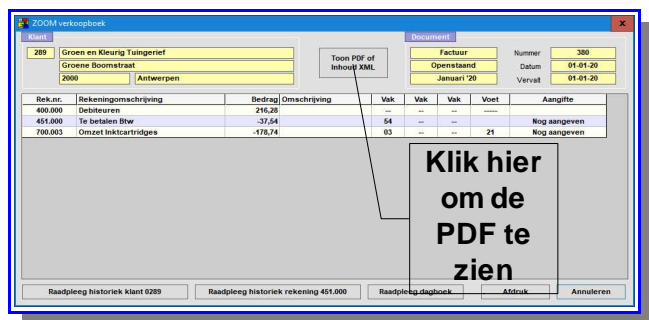 ZOOM verkoopboek
x
Klant
Document
289 Groen en Kleurig Tuingerief
Groene Boomstraat
2000 Antwerpen
Toon PDF of
Inhoud XML
Factuur Nummer 380
Openstaand Datum 01-01-20
Januari '20 Vervalt 01-01-20
Rek.nr. Rekeningomschrijving Bedrag Omschrijving Vak Vak Vak Voet Aangifte
400.000 Debiteuren 216,28 -- -- -- -----
451.000 Te betalen Btw -37,54 54 -- -- Nog aangeven
700.003 Omzet Inktcartridges -178,74 03 -- -- 21 Nog aangeven
Klik hier
om de
PDF te
zien
Raadpleeg historiek klant 0289 Raadpleeg historiek rekening 451.000 Raadpleeg dagboek Afdruk Annuleren